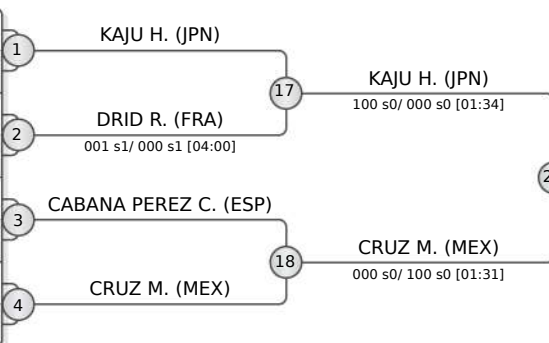 KAJU H. (JPN)
1
17
KAJU H. (JPN)
100 s0/ 000 s0 [01:34]
DRID R. (FRA)
2
001 s1/ 000 s1 [04:00]
CABANA PEREZ C. (ESP)
3
18
CRUZ M. (MEX)
000 s0/ 100 s0 [01:31]
CRUZ M. (MEX)
4